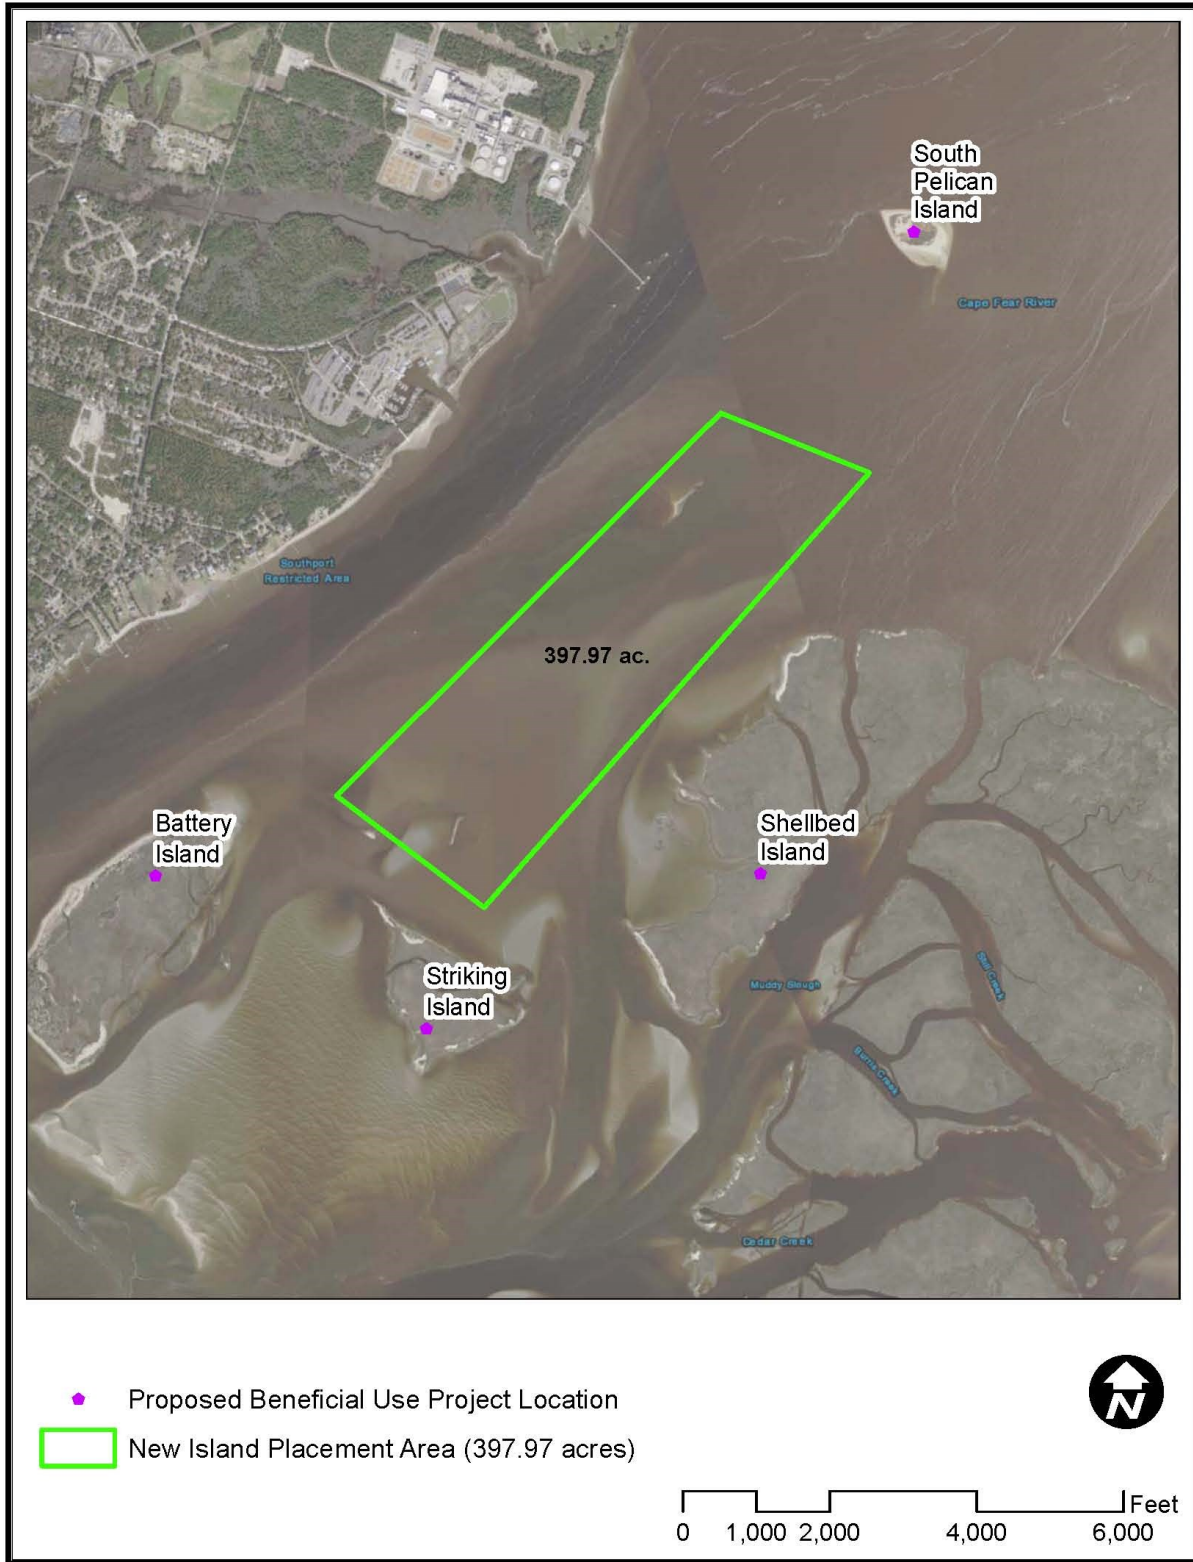 South
Pelican
Island
Cape Fear River
Southport
Restricted Area
397.97 ac.
Battery
Island
Shellbed
Island
Striking
Island
Muddy Slough
Still Creek
Burris Creek
Cedar Creek
Proposed Beneficial Use Project Location
New Island Placement Area (397.97 acres)
N
Feet
0 1,000 2,000 4,000 6,000